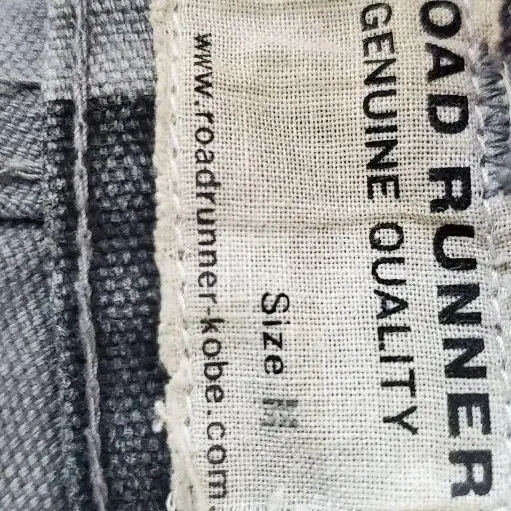 OAD RUNNER
GENUINE QUALITY
Size
www.roadrunner-kobe.com